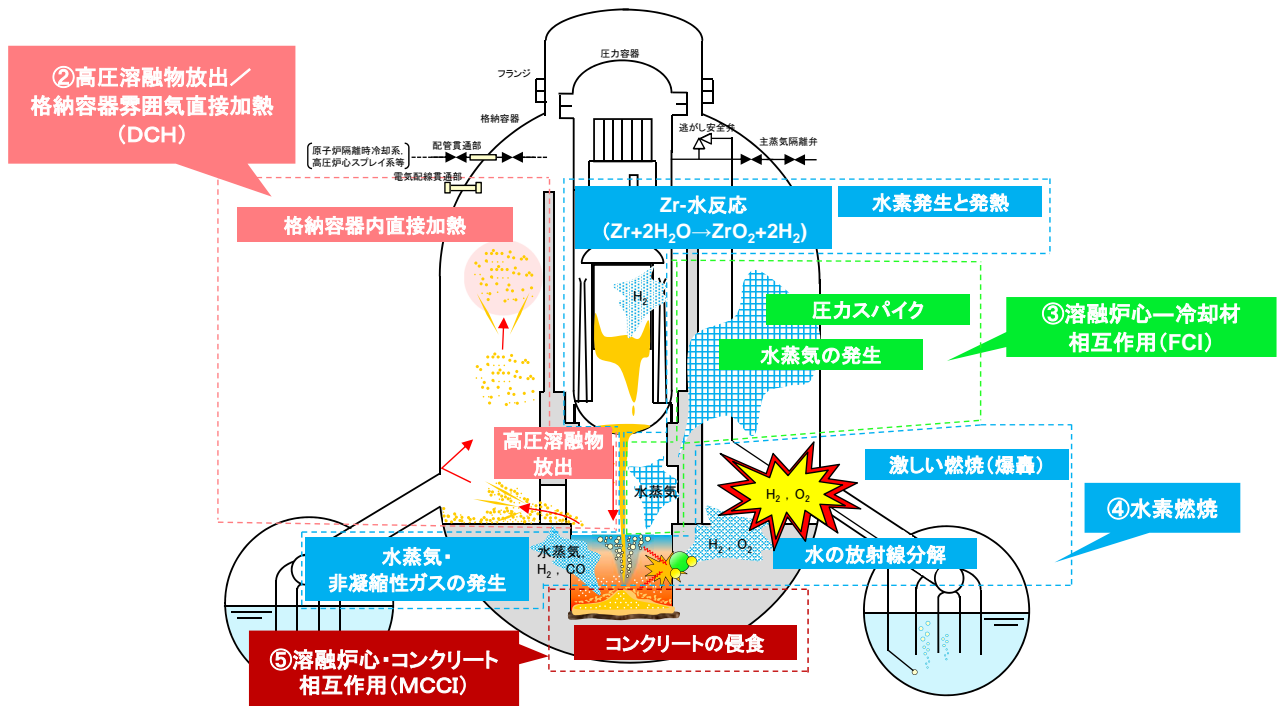 圧力容器
フランジ
②高圧溶融物放出／
格納容器雰囲気直接加熱
（DCH）
格納容器
逃がし安全弁
主蒸気隔離弁
配管貫通部
原子炉隔離時冷却系,
高圧炉心スプレイ系等
電気配線貫通部
格納容器内直接加熱
Zr-水反応
（Zr+2H₂O→ZrO₂+2H₂）
水素発生と発熱
H₂
圧力スパイク
水蒸気の発生
③溶融炉心―冷却材
相互作用（FCI）
高圧溶融物
放出
水蒸気
激しい燃焼（爆轟）
H₂ , O₂
④水素燃焼
水蒸気・
非凝縮性ガスの発生
水蒸気,
H₂ , CO
H₂ , O₂
水の放射線分解
コンクリートの侵食
⑤溶融炉心・コンクリート
相互作用（MCCI）